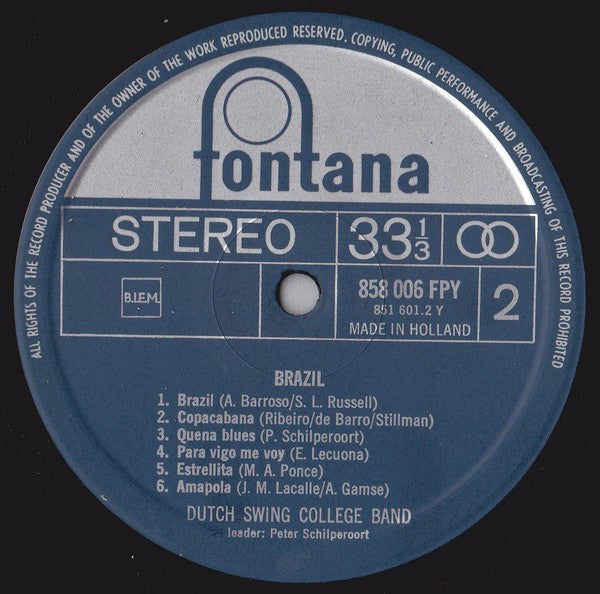 ALL RIGHTS OF THE RECORD PRODUCER AND OF THE OWNER OF THE WORK REPRODUCED RESERVED. COPYING, PUBLIC PERFORMANCE AND BROADCASTING OF THIS RECORD PROHIBITED
fontana
STEREO 33 1/3
B.I.E.M. 858 006 FPY 2
851 601.2 Y
MADE IN HOLLAND
BRAZIL
1. Brazil (A. Barroso/S. L. Russell)
2. Copacabana (Ribeiro/de Barro/Stillman)
3. Quena blues (P. Schilperoort)
4. Para vigo me voy (E. Lecuona)
5. Estrellita (M. A. Ponce)
6. Amapola (J. M. Lacalle/A. Gamse)
DUTCH SWING COLLEGE BAND
leader: Peter Schilperoort